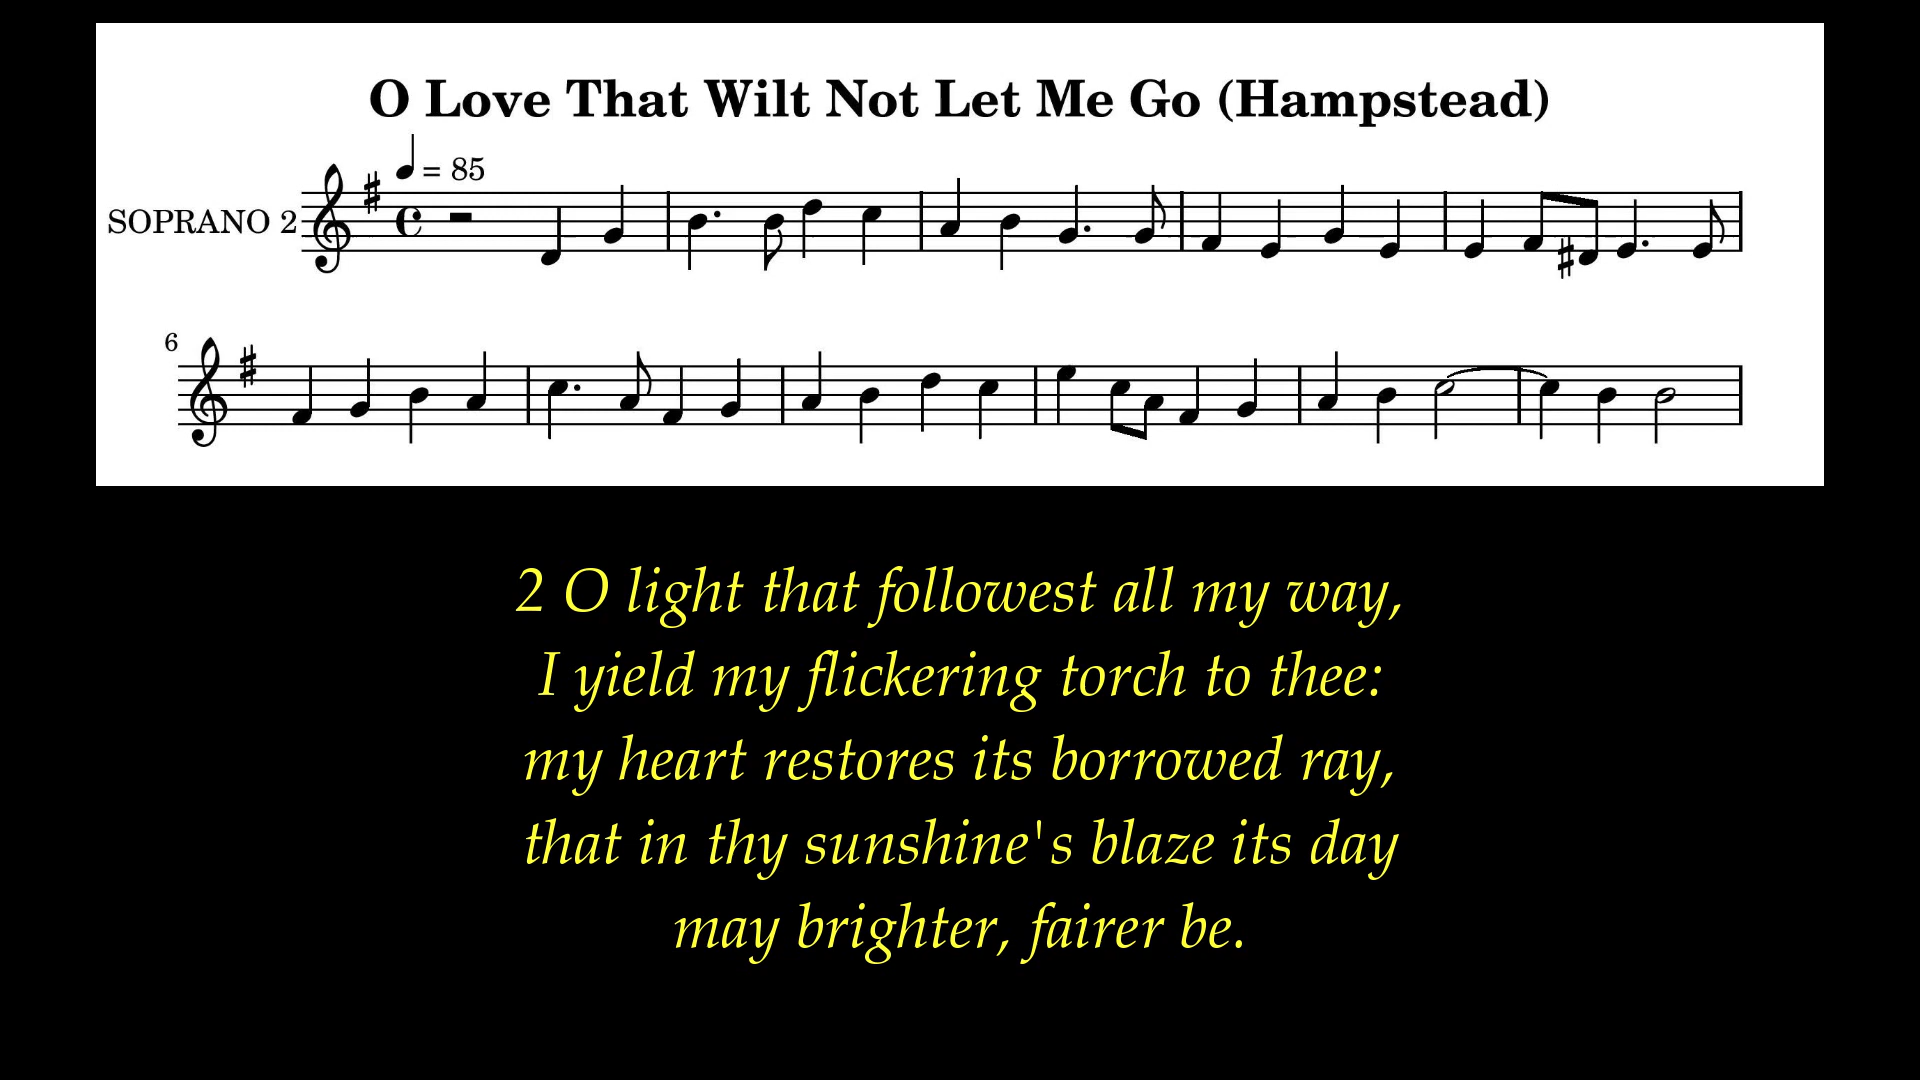 O Love That Wilt Not Let Me Go (Hampstead)
= 85
SOPRANO 2
6
2 O light that followest all my way,
I yield my flickering torch to thee:
my heart restores its borrowed ray,
that in thy sunshine's blaze its day
may brighter, fairer be.